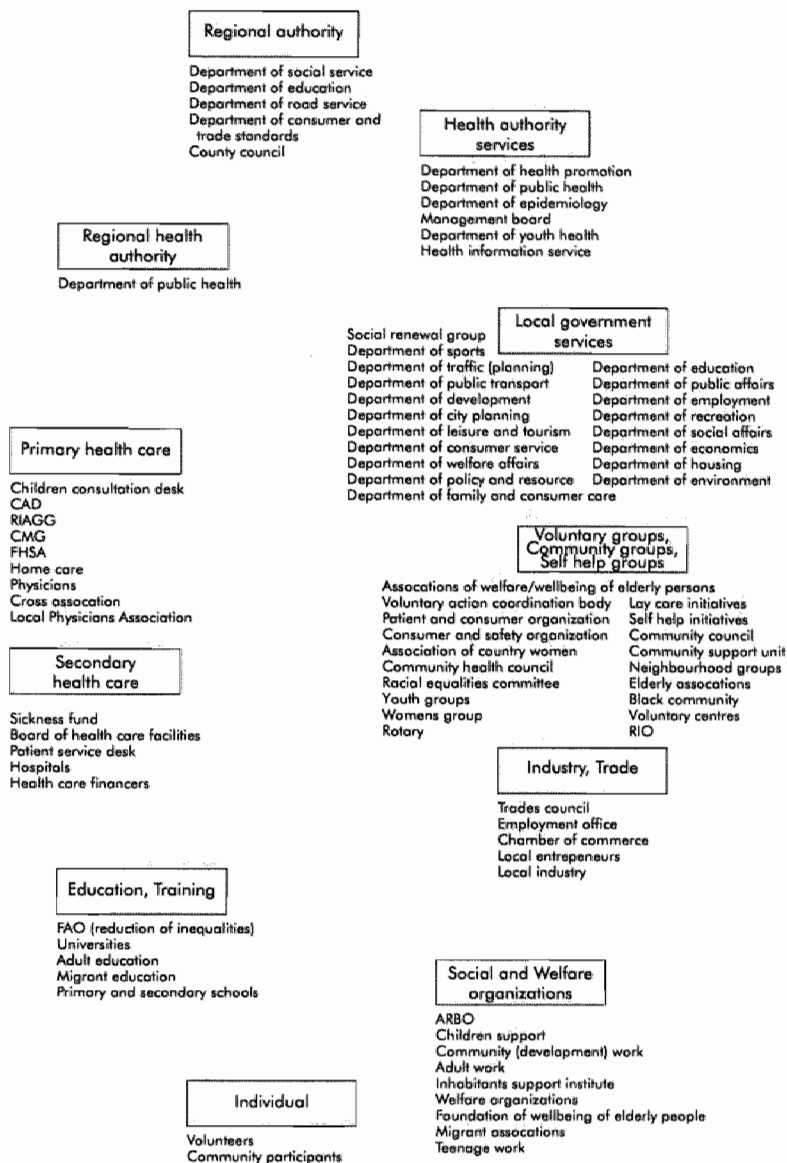 Regional authority
Department of social service
Department of education
Department of road service
Department of consumer and
trade standards
County council
Health authority
services
Department of health promotion
Department of public health
Department of epidemiology
Management board
Department of youth health
Health information service
Regional health
authority
Department of public health
Local government
services
Social renewal group
Department of sports
Department of traffic (planning)
Department of public transport
Department of development
Department of city planning
Department of leisure and tourism
Department of consumer service
Department of welfare affairs
Department of policy and resource
Department of family and consumer care
Department of education
Department of public affairs
Department of employment
Department of recreation
Department of social affairs
Department of economics
Department of housing
Department of environment
Primary health care
Children consultation desk
CAD
RIAGG
CMG
FHSA
Home care
Physicians
Cross assocation
Local Physicians Association
Voluntary groups,
Community groups,
Self help groups
Assocations of welfare/wellbeing of elderly persons
Voluntary action coordination body
Patient and consumer organization
Consumer and safety organization
Association of country women
Community health council
Racial equalities committee
Youth groups
Womens group
Rotary
Lay care initiatives
Self help initiatives
Community council
Community support unit
Neighbourhood groups
Elderly assocations
Black community
Voluntary centres
RIO
Secondary
health care
Sickness fund
Board of health care facilities
Patient service desk
Hospitals
Health care financers
Industry, Trade
Trades council
Employment office
Chamber of commerce
Local entrepeneurs
Local industry
Education, Training
FAO (reduction of inequalities)
Universities
Adult education
Migrant education
Primary and secondary schools
Social and Welfare
organizations
ARBO
Children support
Community (development) work
Adult work
Inhabitants support institute
Welfare organizations
Foundation of wellbeing of elderly people
Migrant assocations
Teenage work
Individual
Volunteers
Community participants